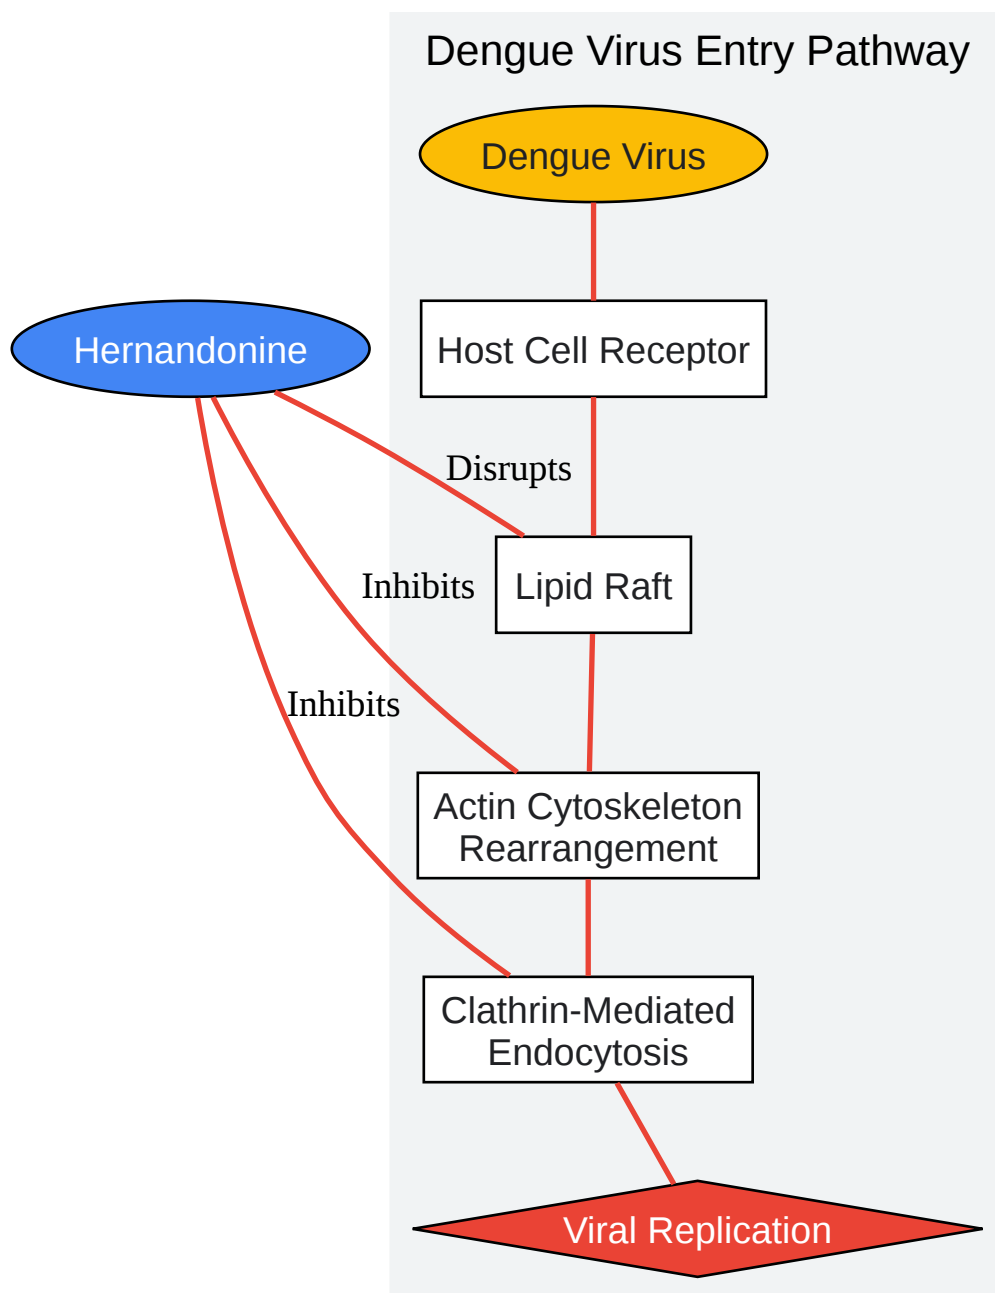 Dengue Virus Entry Pathway
Dengue Virus
Hernandonine
Host Cell Receptor
Disrupts
Inhibits
Lipid Raft
Inhibits
Actin Cytoskeleton
Rearrangement
Clathrin-Mediated
Endocytosis
Viral Replication